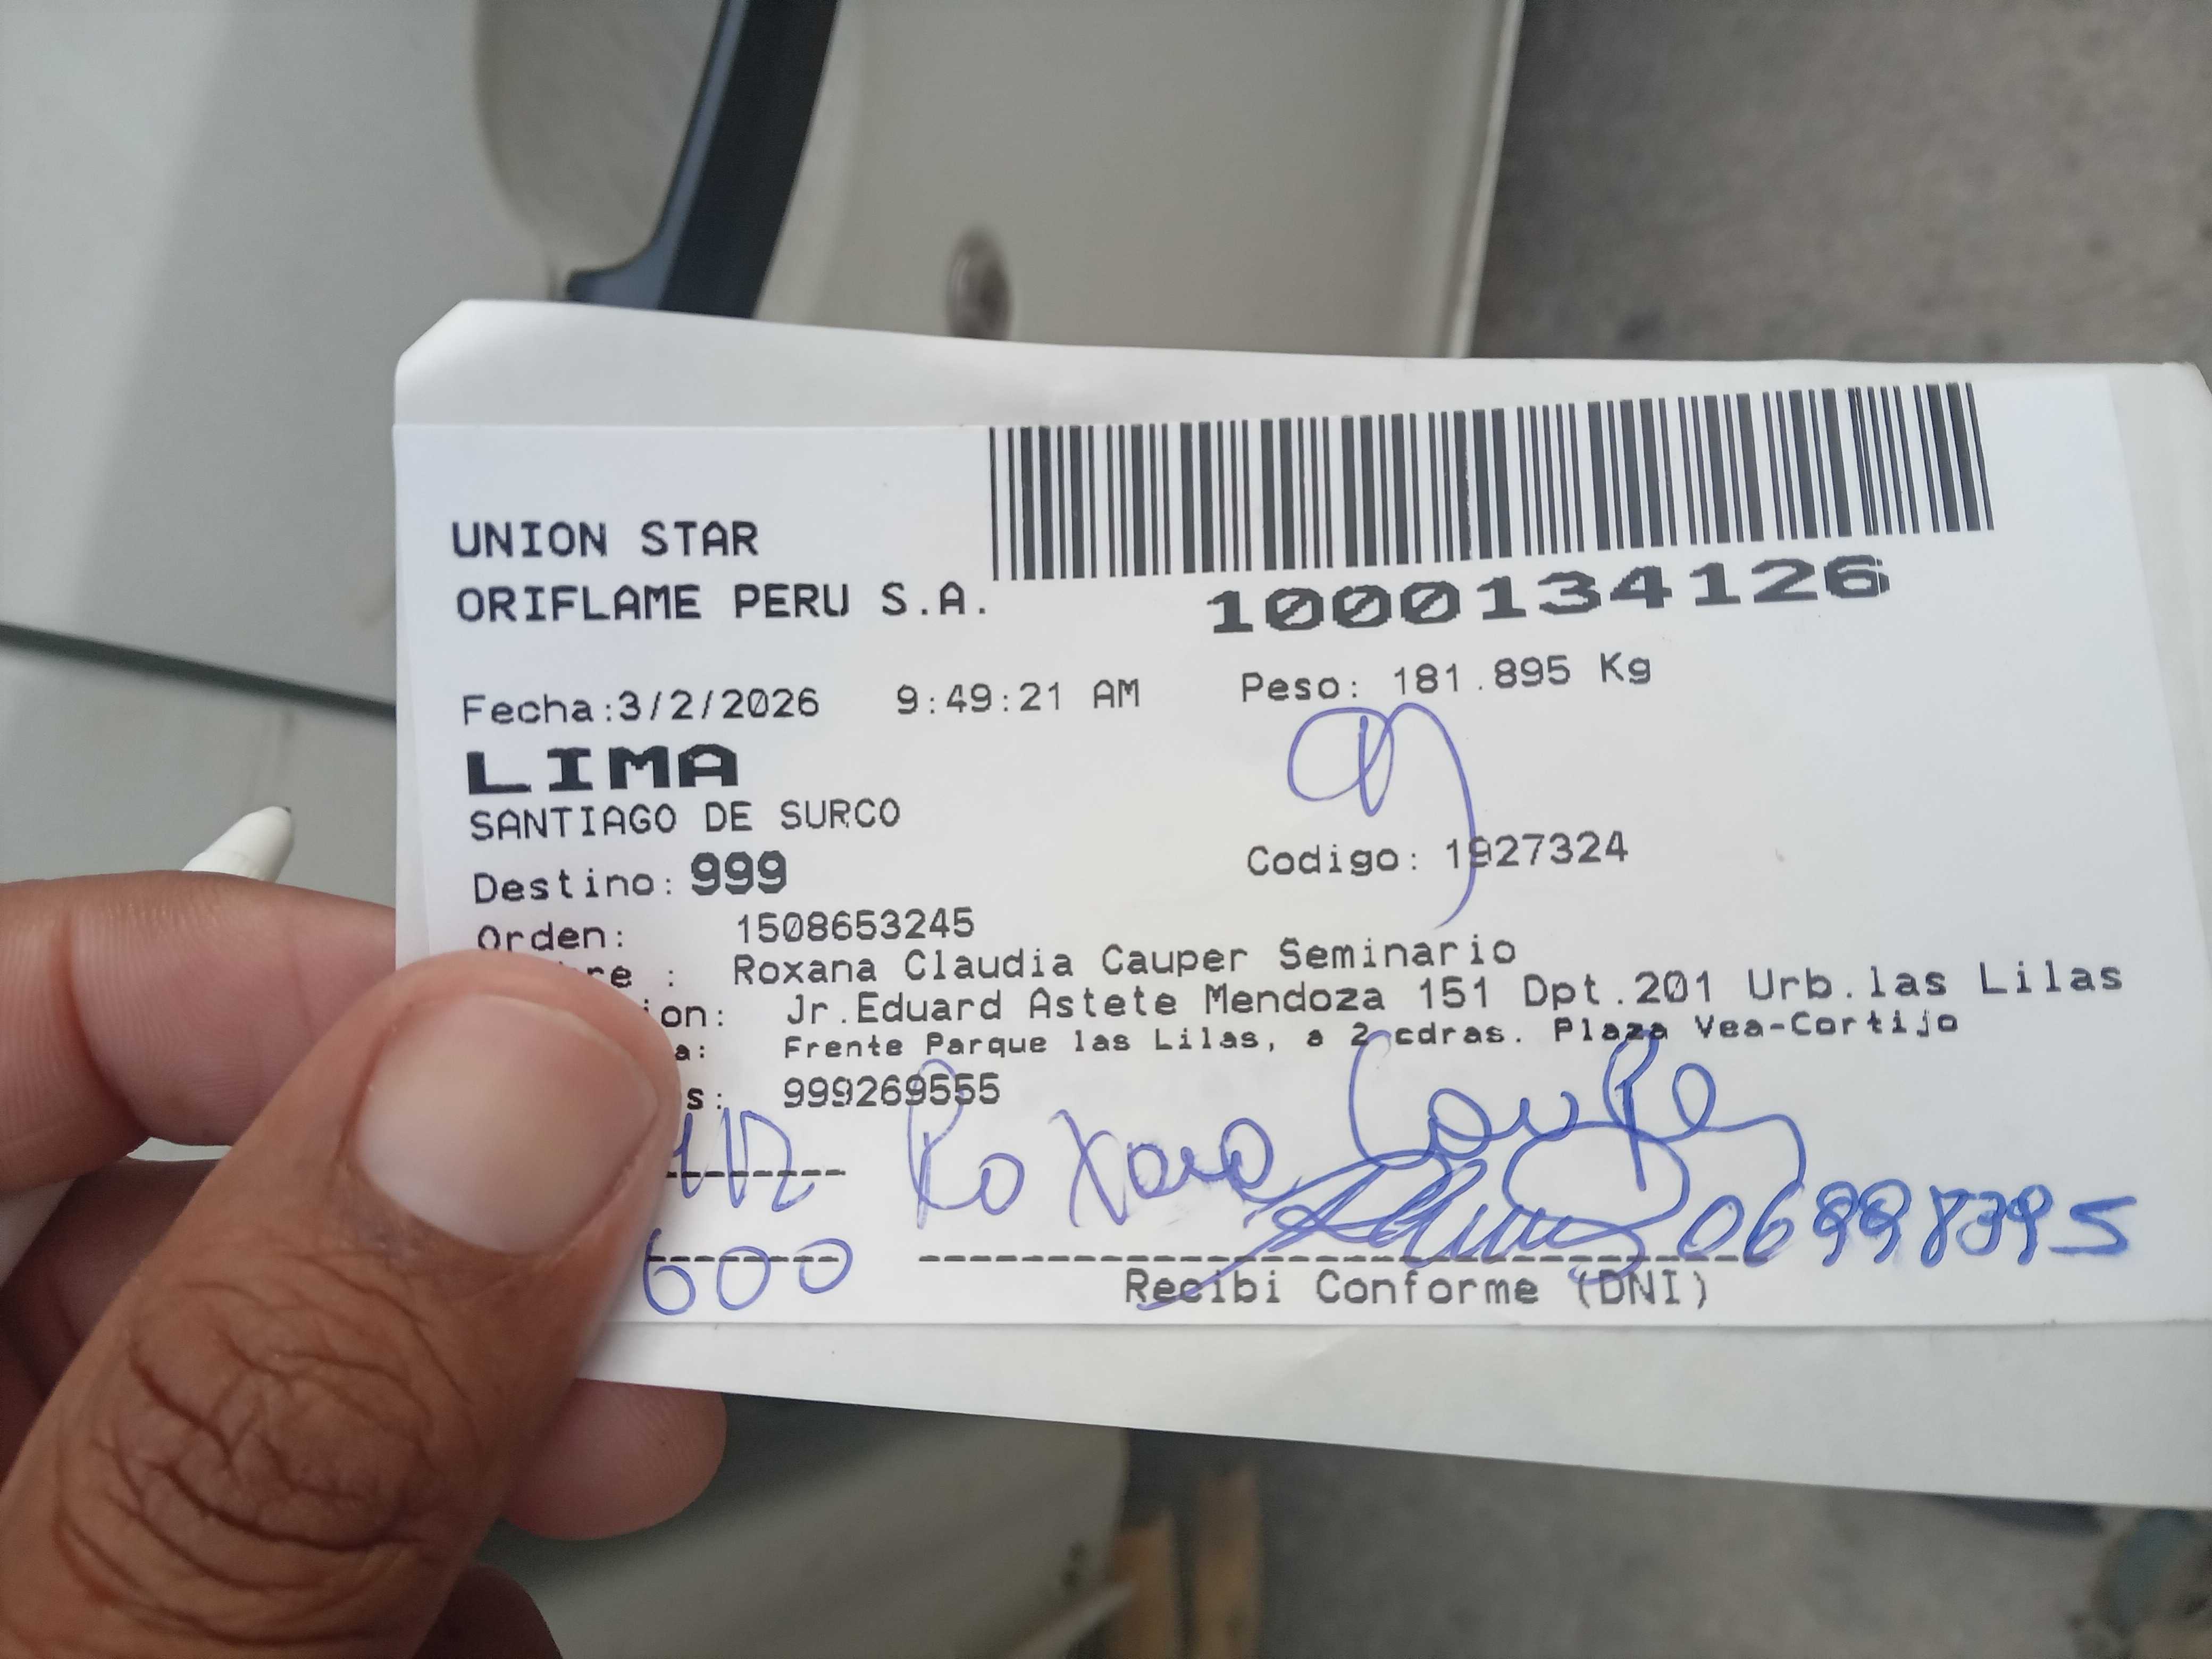 UNION STAR
ORIFLAME PERU S.A.
1000134126
Fecha:3/2/2026 9:49:21 AM Peso: 181.895 Kg
LIMA
SANTIAGO DE SURCO
Destino: 999 Codigo: 1927324
Orden: 1508653245
re : Roxana Claudia Cauper Seminario
ion: Jr.Eduard Astete Mendoza 151 Dpt.201 Urb.las Lilas
a: Frente Parque las Lilas, a 2 cdras. Plaza Vea-Cortijo
s: 999269555
Roxana Cauper
600
Recibi Conforme (DNI)